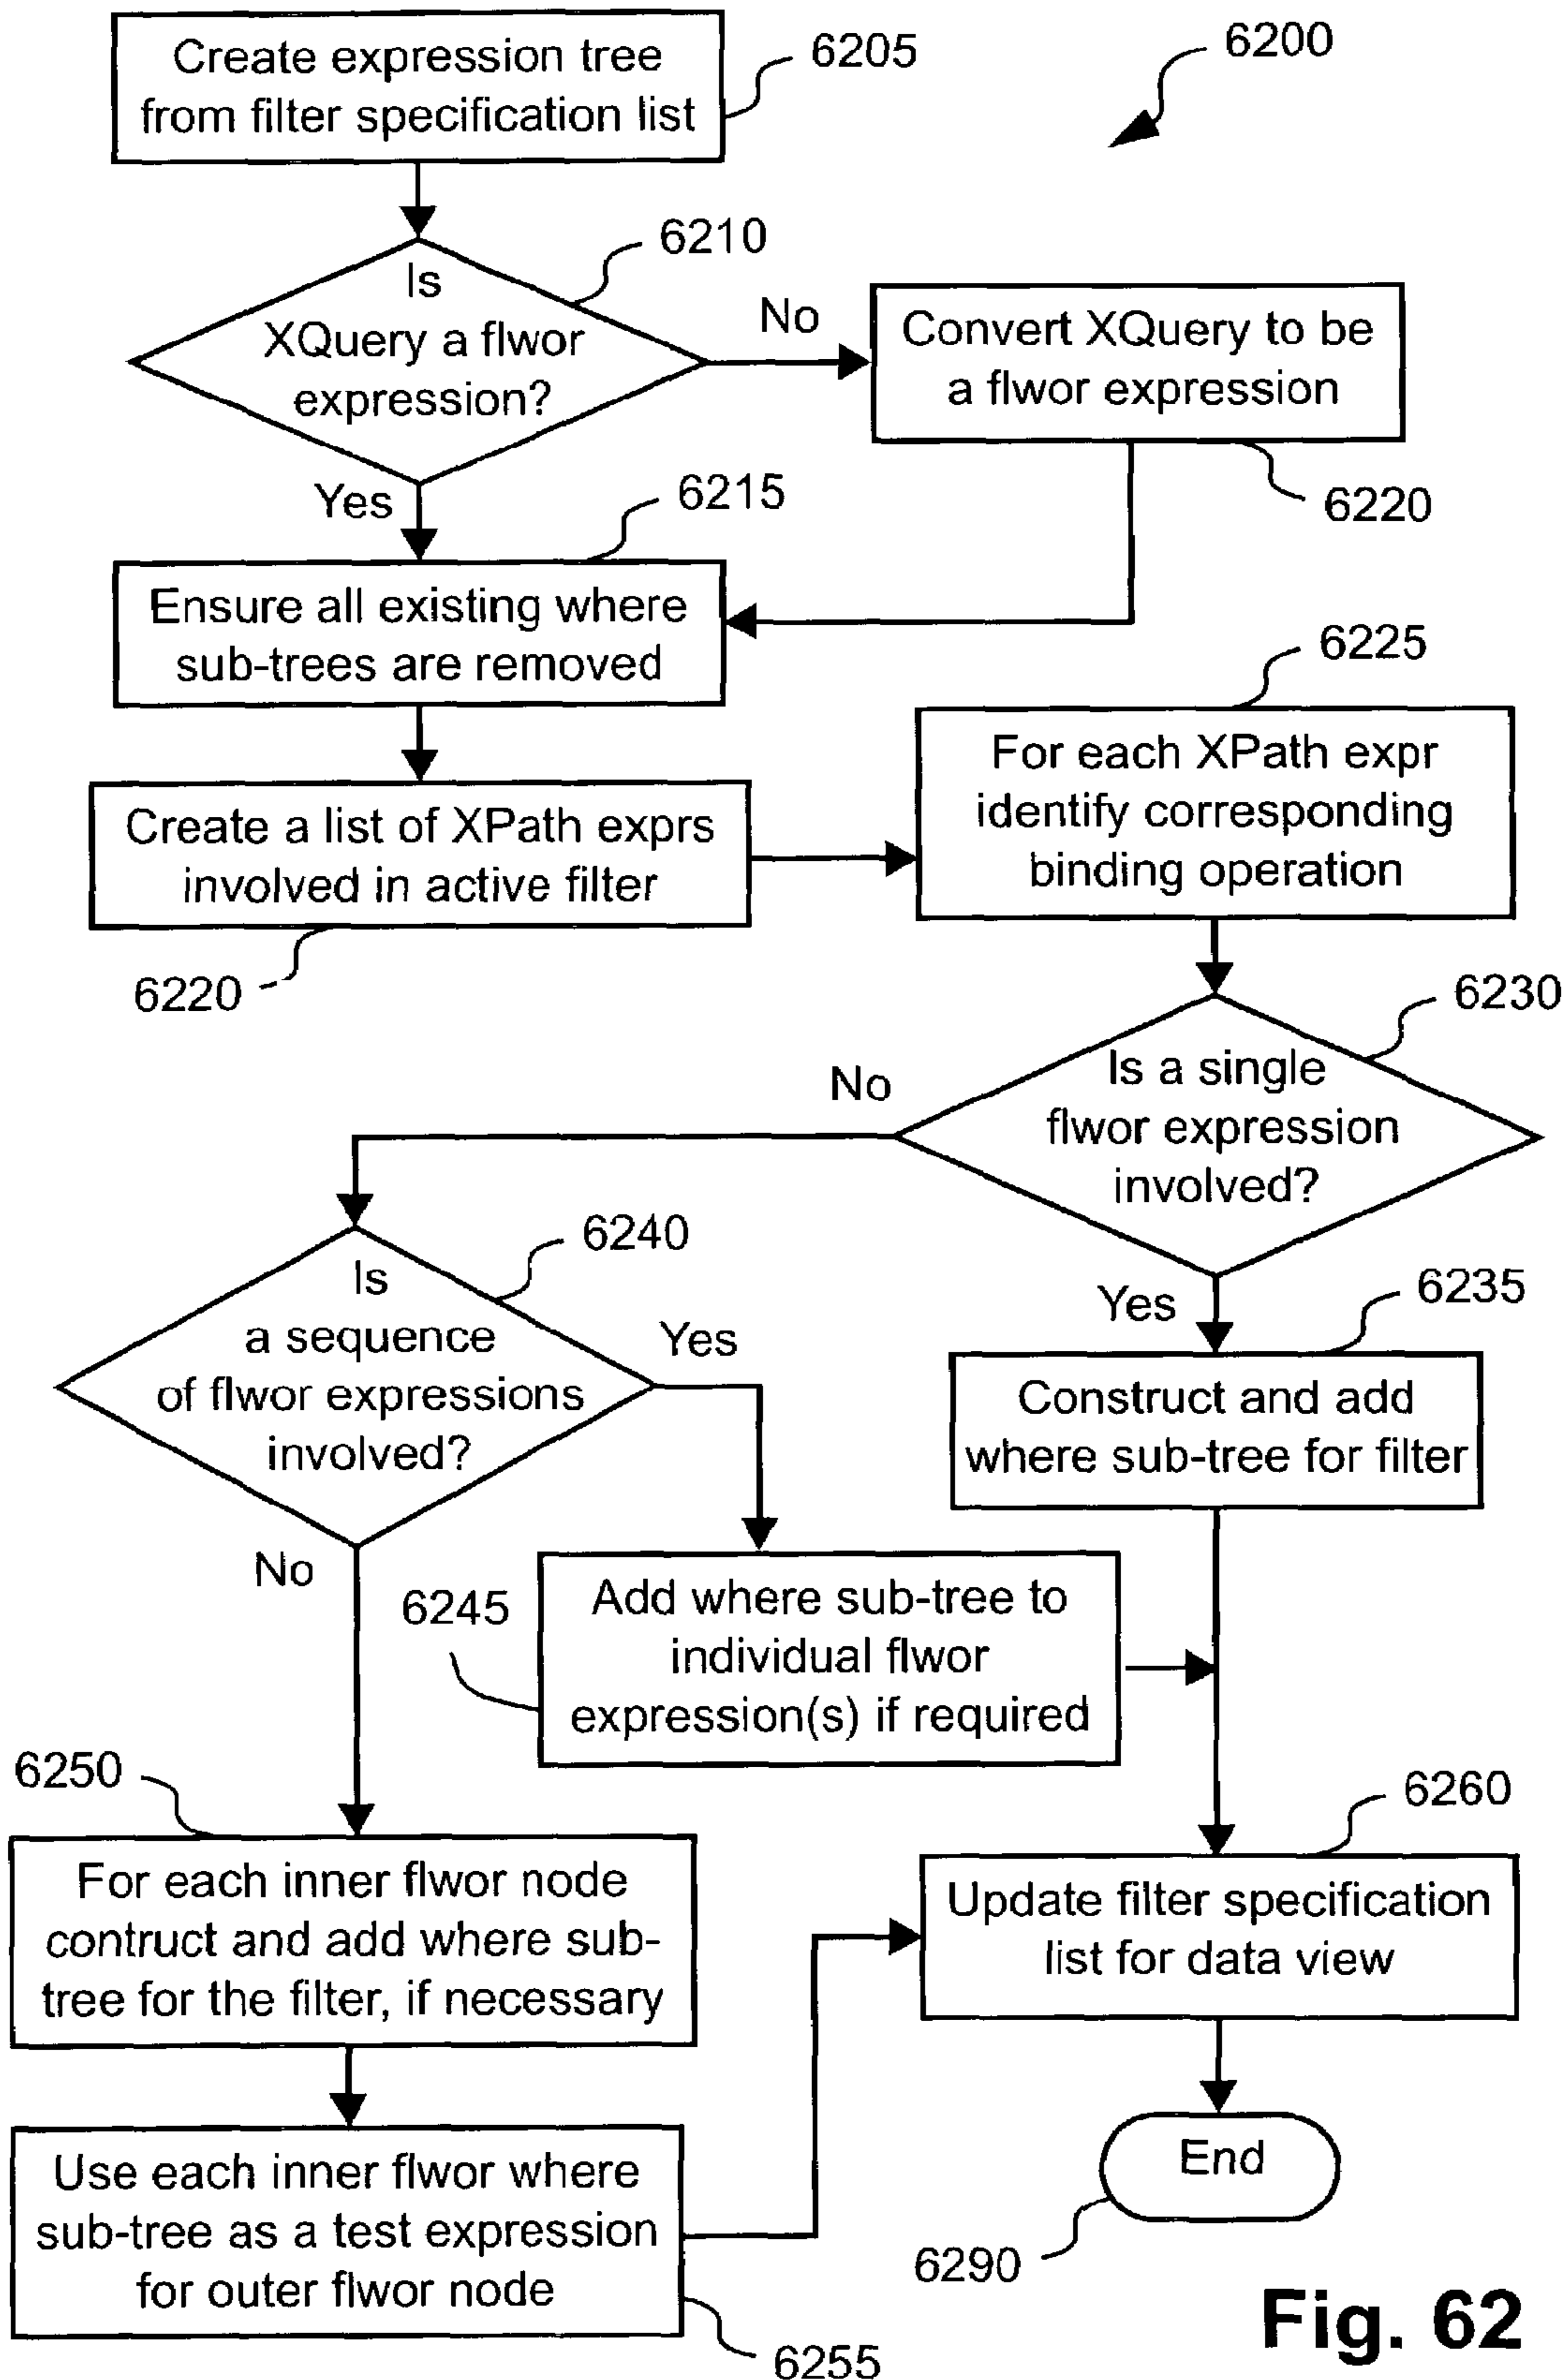 Create expression tree
from filter specification list
6205
6200
6210
Is
XQuery a flwor
expression?
No
Convert XQuery to be
a flwor expression
6220
Yes
6215
Ensure all existing where
sub-trees are removed
6225
For each XPath expr
identify corresponding
binding operation
Create a list of XPath exprs
involved in active filter
6220
6230
Is a single
flwor expression
involved?
No
Yes
6235
Construct and add
where sub-tree for filter
6240
Is
a sequence
of flwor expressions
involved?
Yes
No
6245
Add where sub-tree to
individual flwor
expression(s) if required
6250
For each inner flwor node
contruct and add where sub-
tree for the filter, if necessary
6260
Update filter specification
list for data view
Use each inner flwor where
sub-tree as a test expression
for outer flwor node
6255
End
6290
Fig. 62